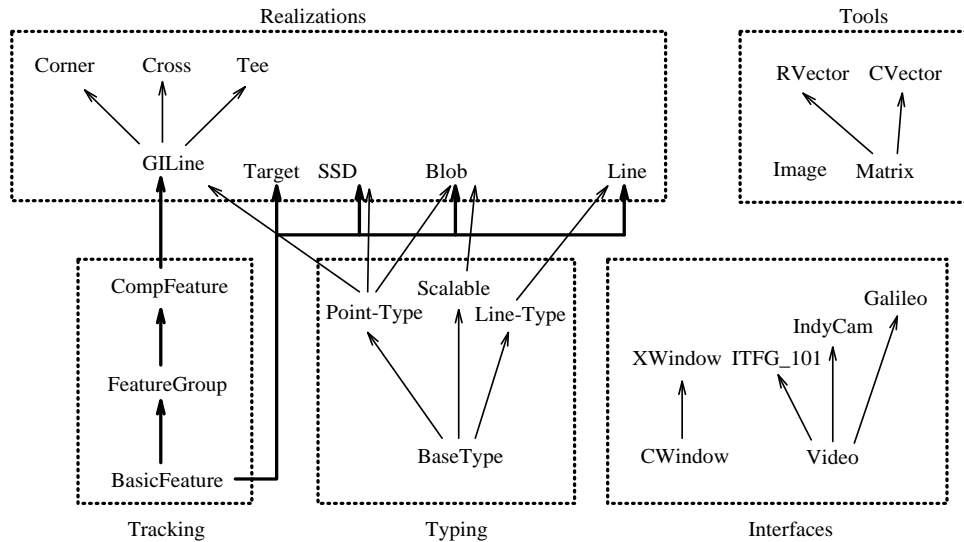 Realizations
Tools
Corner
Cross
Tee
RVector
CVector
GILine
Target
SSD
Blob
Line
Image
Matrix
CompFeature
FeatureGroup
BasicFeature
Point-Type
Scalable
Line-Type
BaseType
Galileo
IndyCam
XWindow
ITFG_101
CWindow
Video
Tracking
Typing
Interfaces